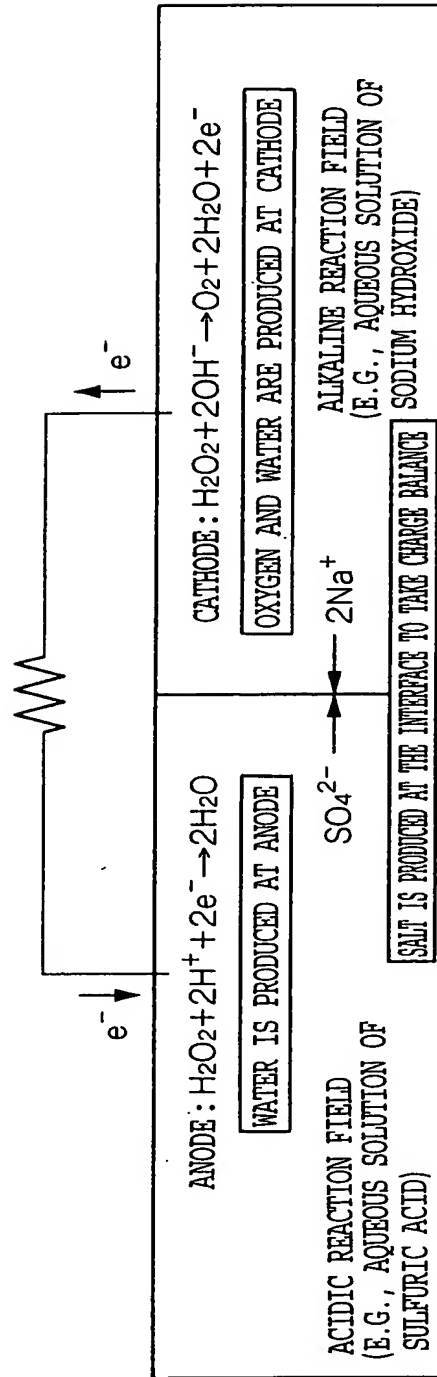 e⁻
e⁻
ANODE: H₂O₂+2H⁺+2e⁻→2H₂O
WATER IS PRODUCED AT ANODE
CATHODE: H₂O₂+2OH⁻→O₂+2H₂O+2e⁻
OXYGEN AND WATER ARE PRODUCED AT CATHODE
SO₄²⁻
2Na⁺
ACIDIC REACTION FIELD
(E.G., AQUEOUS SOLUTION OF
SULFURIC ACID)
ALKALINE REACTION FIELD
(E.G., AQUEOUS SOLUTION OF
SODIUM HYDROXIDE)
SALT IS PRODUCED AT THE INTERFACE TO TAKE CHARGE BALANCE